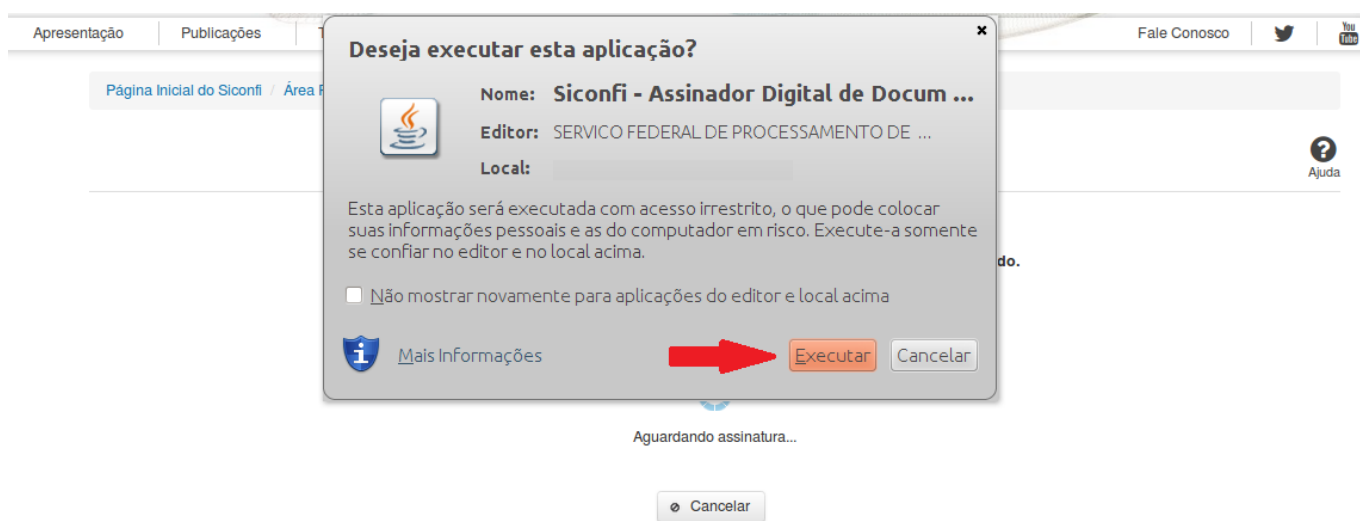 Apresentação Publicações T Fale Conosco You Tube
Deseja executar esta aplicação?
Nome: Siconfi - Assinador Digital de Docum ...
Editor: SERVICO FEDERAL DE PROCESSAMENTO DE ...
Local:
Página Inicial do Siconfi / Área F
Ajuda
Esta aplicação será executada com acesso irrestrito, o que pode colocar
suas informações pessoais e as do computador em risco. Execute-a somente
se confiar no editor e no local acima.
do.
Não mostrar novamente para aplicações do editor e local acima
Mais Informações Executar Cancelar
Aguardando assinatura...
Cancelar